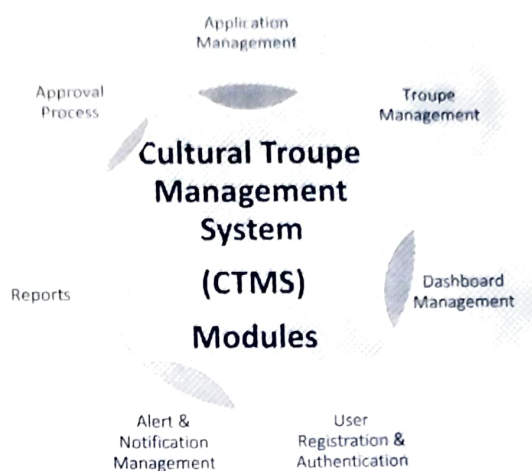 Application
Management
Approval
Process
Troupe
Management
Cultural Troupe
Management
System
(CTMS)
Modules
Reports
Dashboard
Management
Alert &
Notification
Management
User
Registration &
Authentication